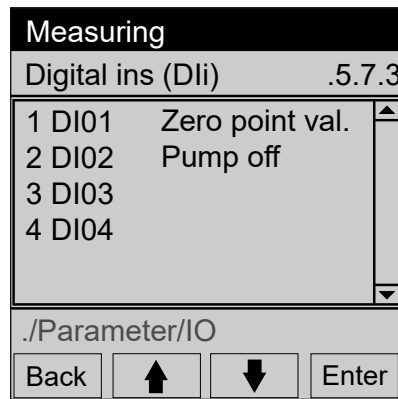 Measuring
Digital ins (DIi) .5.7.3
1 DI01 Zero point val.
2 DI02 Pump off
3 DI03
4 DI04
./Parameter/IO
Back Enter